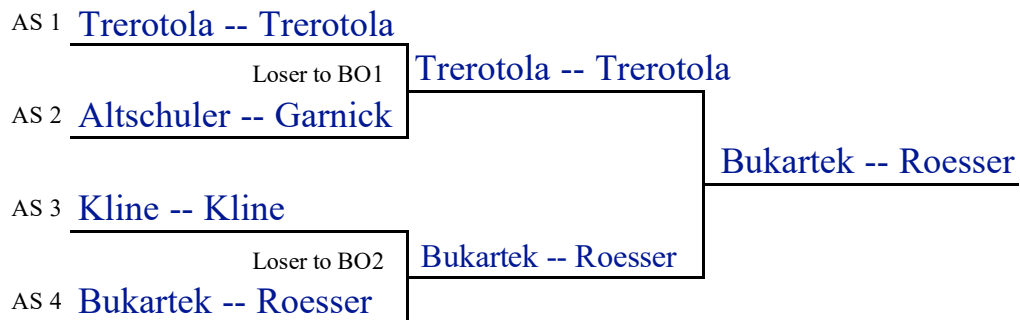 AS 1 Trerotola -- Trerotola
Loser to BO1
Trerotola -- Trerotola
AS 2 Altschuler -- Garnick
Bukartek -- Roesser
AS 3 Kline -- Kline
Loser to BO2
Bukartek -- Roesser
AS 4 Bukartek -- Roesser